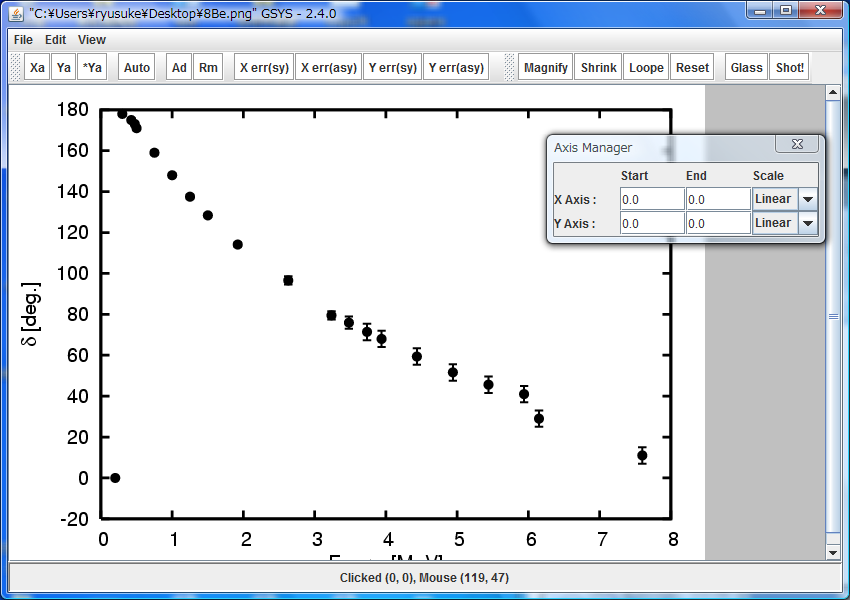 "C:¥Users¥ryusuke¥Desktop¥8Be.png" GSYS - 2.4.0
File Edit View
Xa Ya *Ya Auto Ad Rm X err(sy) X err(asy) Y err(sy) Y err(asy) Magnify Shrink Loope Reset Glass Shot!
180
160
140
120
100
80
60
40
20
0
-20
δ [deg.]
0 1 2 3 4 5 6 7 8
Axis Manager
Start End Scale
X Axis : 0.0 0.0 Linear
Y Axis : 0.0 0.0 Linear
Clicked (0, 0), Mouse (119, 47)